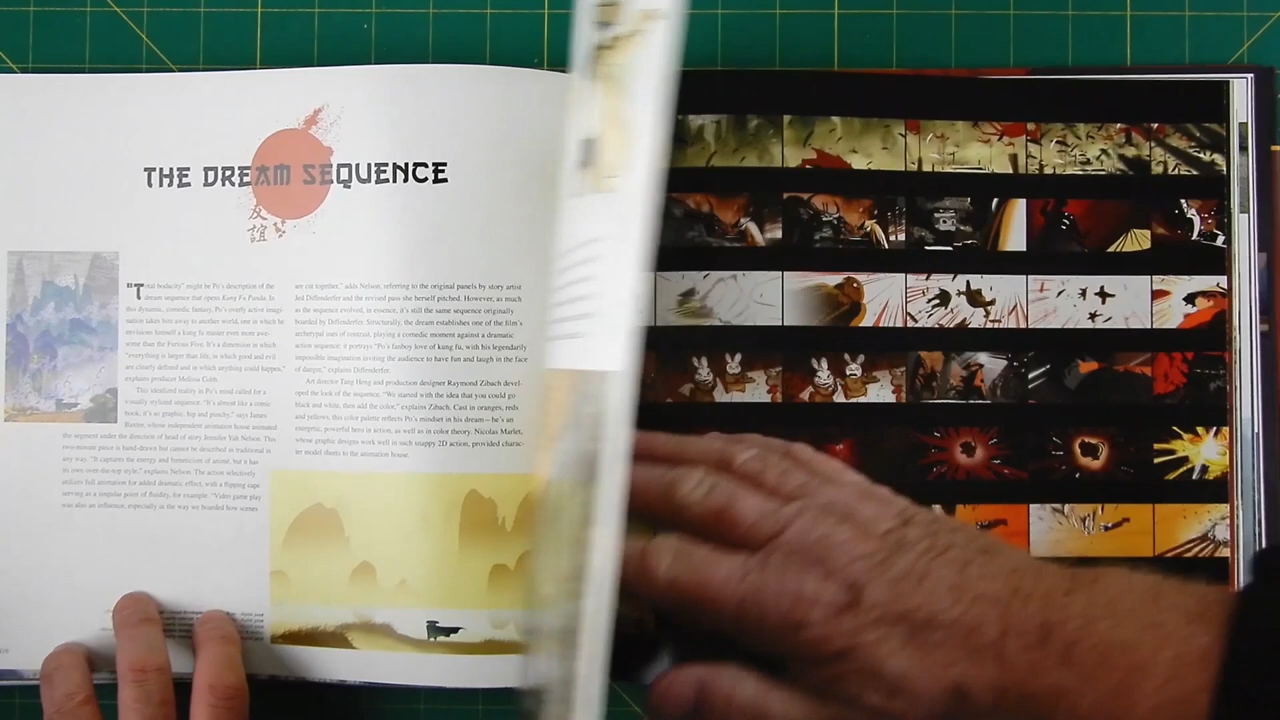 THE DREAM SEQUENCE
友
誼
"Total bodacity" might be Po's description of the
dream sequence that opens Kung Fu Panda. In
this dynamic, comedic fantasy, Po's overly active imagi-
nation takes him away to another world, one in which he
envisions himself a kung fu master even more awe-
some than the Furious Five. It's a dimension in which
"everything is larger than life, in which good and evil
are clearly defined and in which anything could happen,"
explains producer Melissa Cobb.
This idealized reality in Po's mind called for a
visually stylized sequence. "It's almost like a comic
book, it's so graphic, hip and punchy," says James
Baxter, whose independent animation house animated
the segment under the direction of head of story Jennifer Yuh Nelson. This
two-minute piece is hand-drawn but cannot be described as traditional in
any way. "It captures the energy and freneticism of animé, but it has
its own over-the-top style," explains Nelson. The action selectively
utilizes full animation for added dramatic effect, with a flipping cape
serving as a singular point of fluidity, for example. "Video game play
was also an influence, especially in the way we boarded how scenes
are cut together," adds Nelson, referring to the original panels by story artist
Jed Diffenderfer and the revised pass she herself pitched. However, as much
as the sequence evolved, in essence, it's still the same sequence originally
boarded by Diffenderfer. Structurally, the dream establishes one of the film's
archetypal uses of contrast, playing a comedic moment against a dramatic
action sequence: it portrays "Po's fanboy love of kung fu, with his legendarily
impossible imagination inviting the audience to have fun and laugh in the face
of danger," explains Diffenderfer.
Art director Tang Heng and production designer Raymond Zibach devel-
oped the look of the sequence. "We started with the idea that you could go
black and white, then add the color," explains Zibach. Cast in oranges, reds
and yellows, this color palette reflects Po's mindset in his dream—he's an
energetic, powerful hero in action, as well as in color theory. Nicolas Marlet,
whose graphic designs work well in such snappy 2D action, provided charac-
ter model sheets to the animation house.